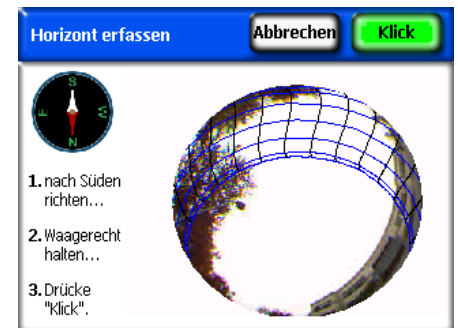 Horizont erfassen
Abbrechen
Klick
S
E
W
N
1. nach Süden
richten...
2. Waagerecht
halten...
3. Drücke
"Klick".